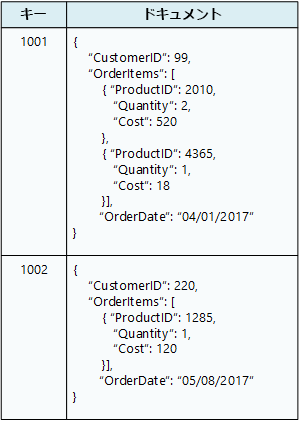 キー ドキュメント
1001 {
"CustomerID": 99,
"OrderItems": [
{ "ProductID": 2010,
"Quantity": 2,
"Cost": 520
},
{ "ProductID": 4365,
"Quantity": 1,
"Cost": 18
}],
"OrderDate": "04/01/2017"
}
1002 {
"CustomerID": 220,
"OrderItems": [
{ "ProductID": 1285,
"Quantity": 1,
"Cost": 120
}],
"OrderDate": "05/08/2017"
}